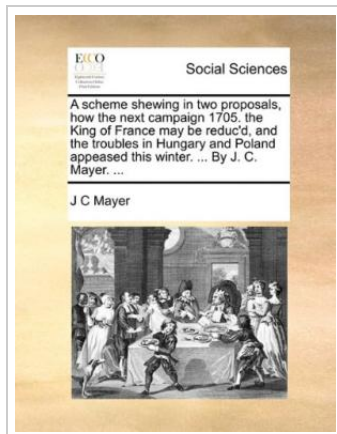 ECCO
Social Sciences
A scheme shewing in two proposals,
how the next campaign 1705. the
King of France may be reduc'd, and
the troubles in Hungary and Poland
appeased this winter. ... By J. C.
Mayer. ...
J C Mayer